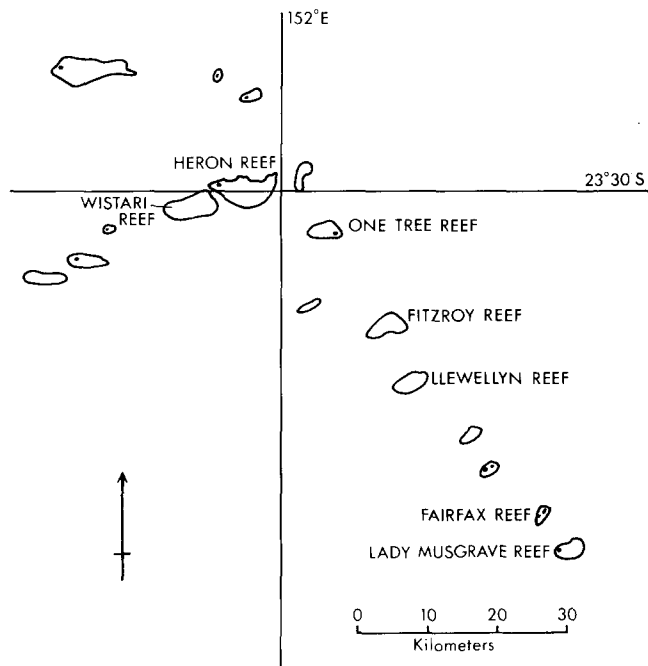 152°E
HERON REEF
23°30 S
WISTARI
REEF
ONE TREE REEF
FITZROY REEF
LLEWELLYN REEF
FAIRFAX REEF
LADY MUSGRAVE REEF
0 10 20 30
Kilometers